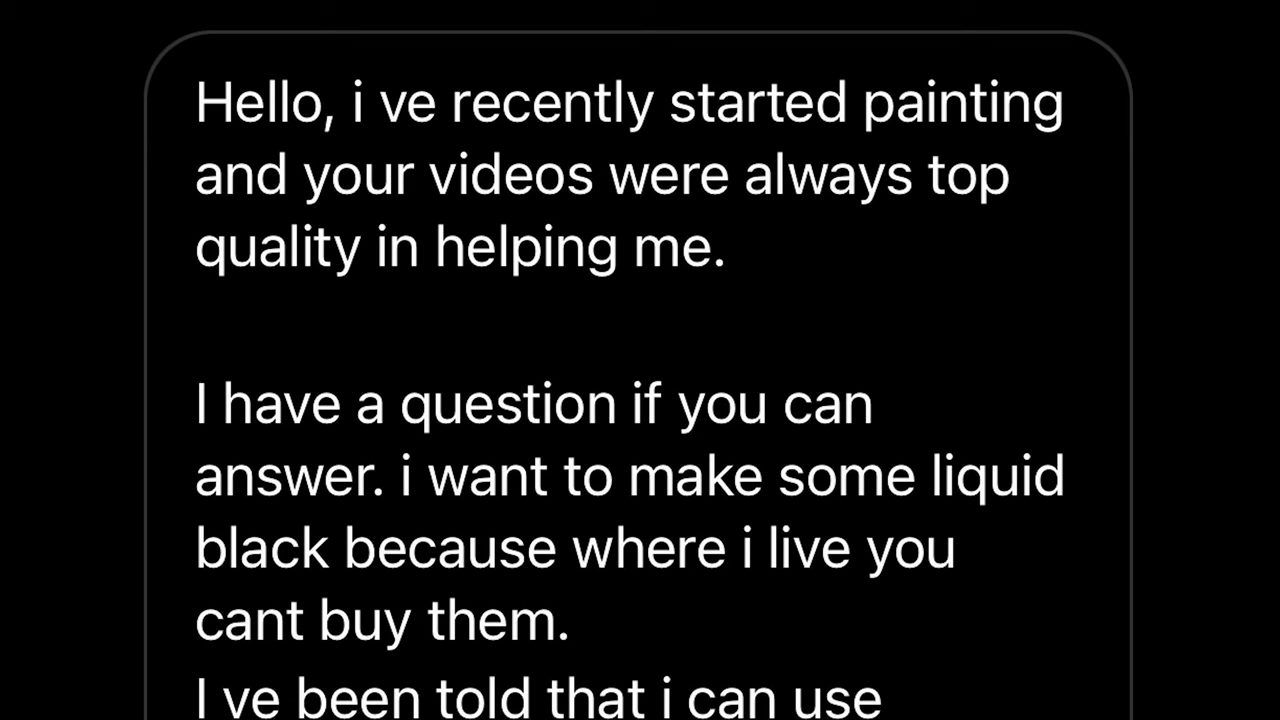 Hello, i ve recently started painting
and your videos were always top
quality in helping me.
I have a question if you can
answer. i want to make some liquid
black because where i live you
cant buy them.
I ve been told that i can use